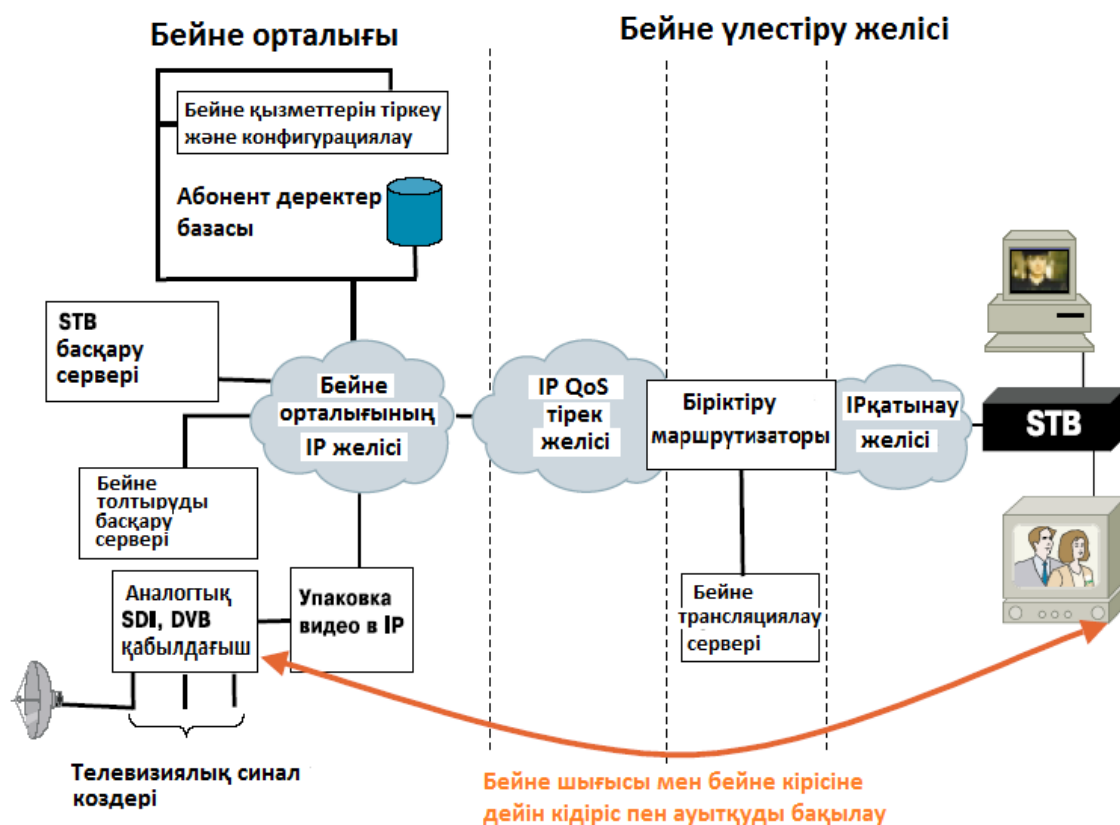 Бейне орталығы
Бейне үлестіру желісі
Бейне қызметтерін тіркеу
және конфигурациялау
Абонент деректер
базасы
STB
басқару
сервері
Бейне
орталығының
IP желісі
IP QoS
тірек
желісі
Біріктіру
маршрутизаторы
IPқатынау
желісі
STB
Бейне
толтыруды
басқару
сервері
Аналогтық
SDI, DVB
қабылдағыш
Упаковка
видео в IP
Бейне
трансляциялау
сервері
Телевизиялық синал
коздері
Бейне шығысы мен бейне кірісіне
дейін кідіріс пен ауытқуды бақылау